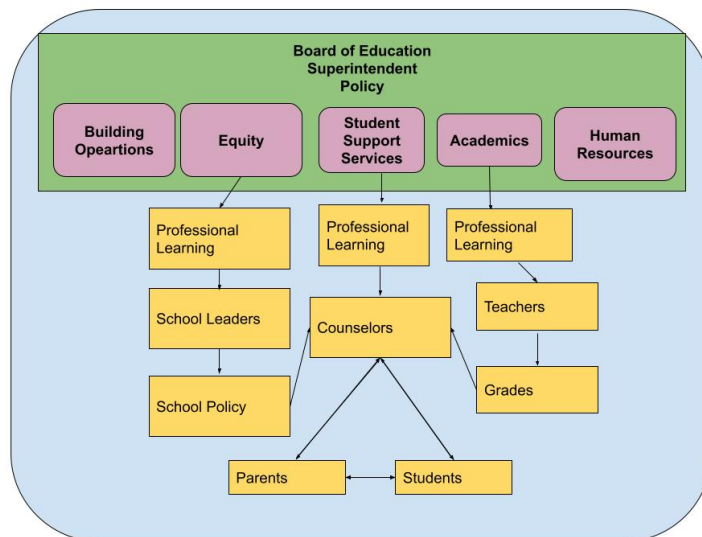 Board of Education
Superintendent
Policy
Building
Opeartions
Equity
Student
Support
Services
Academics
Human
Resources
Professional
Learning
Professional
Learning
Professional
Learning
School Leaders
Counselors
Teachers
School Policy
Grades
Parents
Students